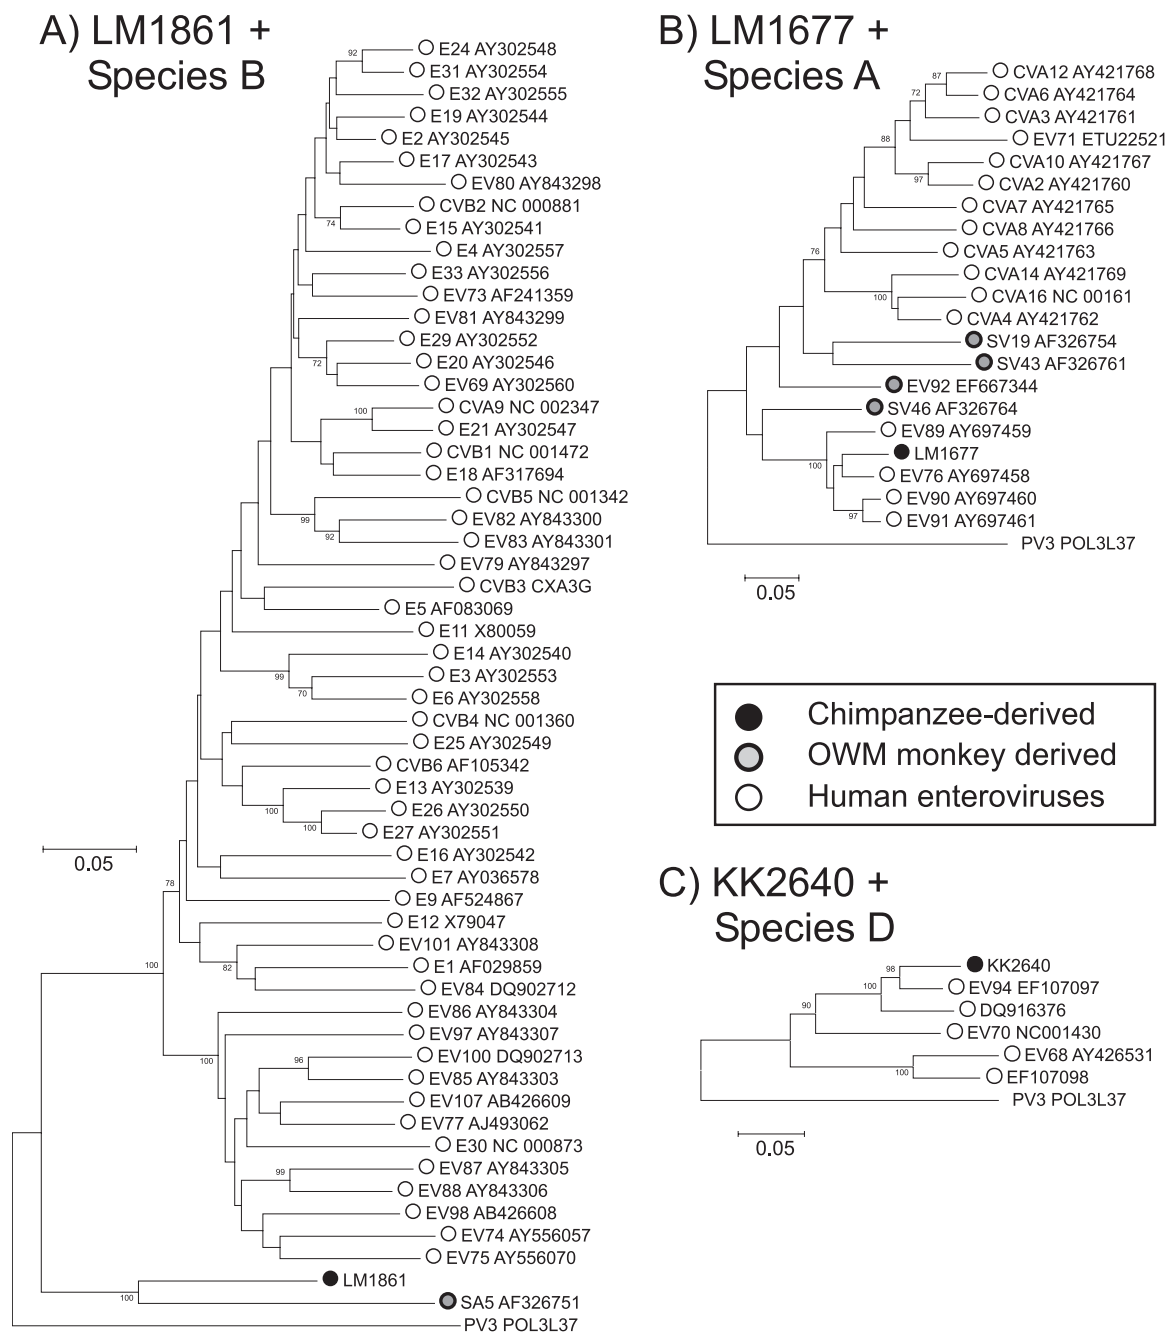 A) LM1861 +
Species B
92
E24 AY302548
E31 AY302554
E32 AY302555
E19 AY302544
E2 AY302545
E17 AY302543
EV80 AY843298
CVB2 NC 000881
74
E15 AY302541
E4 AY302557
E33 AY302556
EV73 AF241359
EV81 AY843299
E29 AY302552
72
E20 AY302546
EV69 AY302560
100
CVA9 NC 002347
E21 AY302547
CVB1 NC 001472
E18 AF317694
CVB5 NC 001342
99
EV82 AY843300
92
EV83 AY843301
EV79 AY843297
CVB3 CXA3G
E5 AF083069
E11 X80059
E14 AY302540
99
E3 AY302553
70
E6 AY302558
CVB4 NC 001360
E25 AY302549
CVB6 AF105342
E13 AY302539
100
E26 AY302550
100
E27 AY302551
0.05
E16 AY302542
E7 AY036578
78
E9 AF524867
E12 X79047
EV101 AY843308
82
E1 AF029859
100
EV84 DQ902712
EV86 AY843304
EV97 AY843307
100
96
EV100 DQ902713
EV85 AY843303
EV107 AB426609
EV77 AJ493062
E30 NC 000873
99
EV87 AY843305
EV88 AY843306
EV98 AB426608
EV74 AY556057
EV75 AY556070
LM1861
100
SA5 AF326751
PV3 POL3L37
B) LM1677 +
Species A
87
CVA12 AY421768
72
CVA6 AY421764
CVA3 AY421761
88
EV71 ETU22521
CVA10 AY421767
97
CVA2 AY421760
CVA7 AY421765
CVA8 AY421766
76
CVA5 AY421763
CVA14 AY421769
100
CVA16 NC 00161
CVA4 AY421762
SV19 AF326754
SV43 AF326761
EV92 EF667344
SV46 AF326764
EV89 AY697459
100
LM1677
EV76 AY697458
EV90 AY697460
97
EV91 AY697461
PV3 POL3L37
0.05
Chimpanzee-derived
OWM monkey derived
Human enteroviruses
C) KK2640 +
Species D
98
KK2640
100
EV94 EF107097
90
DQ916376
EV70 NC001430
EV68 AY426531
100
EF107098
PV3 POL3L37
0.05